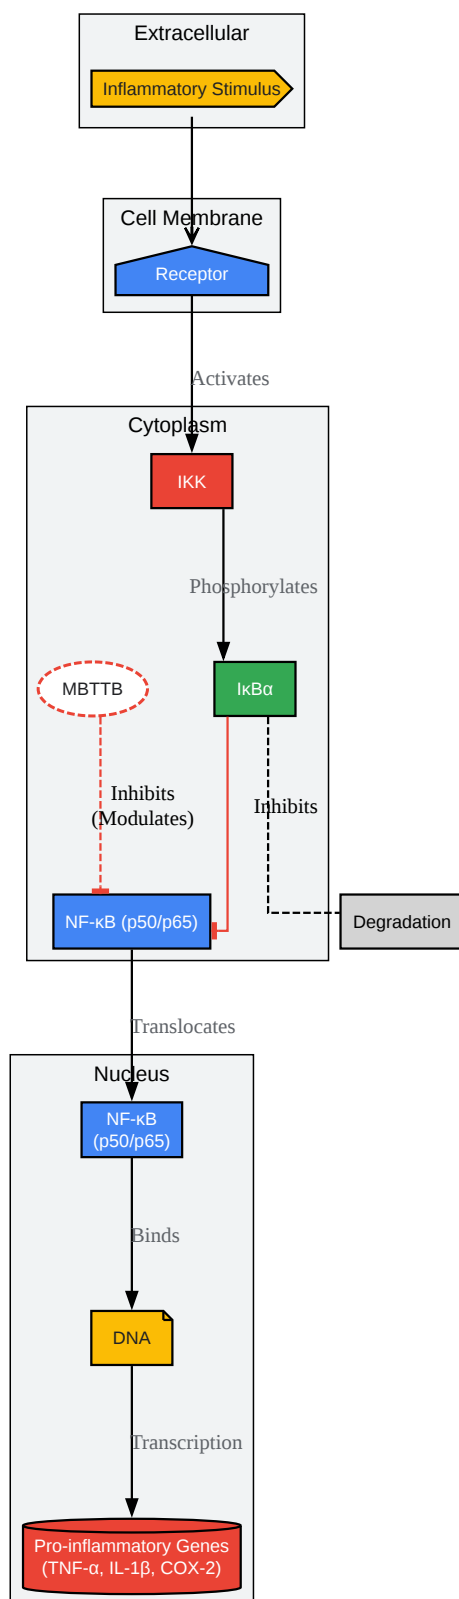 Extracellular
Inflammatory Stimulus
Cell Membrane
Receptor
Activates
Cytoplasm
IKK
Phosphorylates
MBTTB
IκBα
Inhibits
(Modulates)
Inhibits
NF-κB (p50/p65)
Degradation
Translocates
Nucleus
NF-κB
(p50/p65)
Binds
DNA
Transcription
Pro-inflammatory Genes
(TNF-α, IL-1β, COX-2)